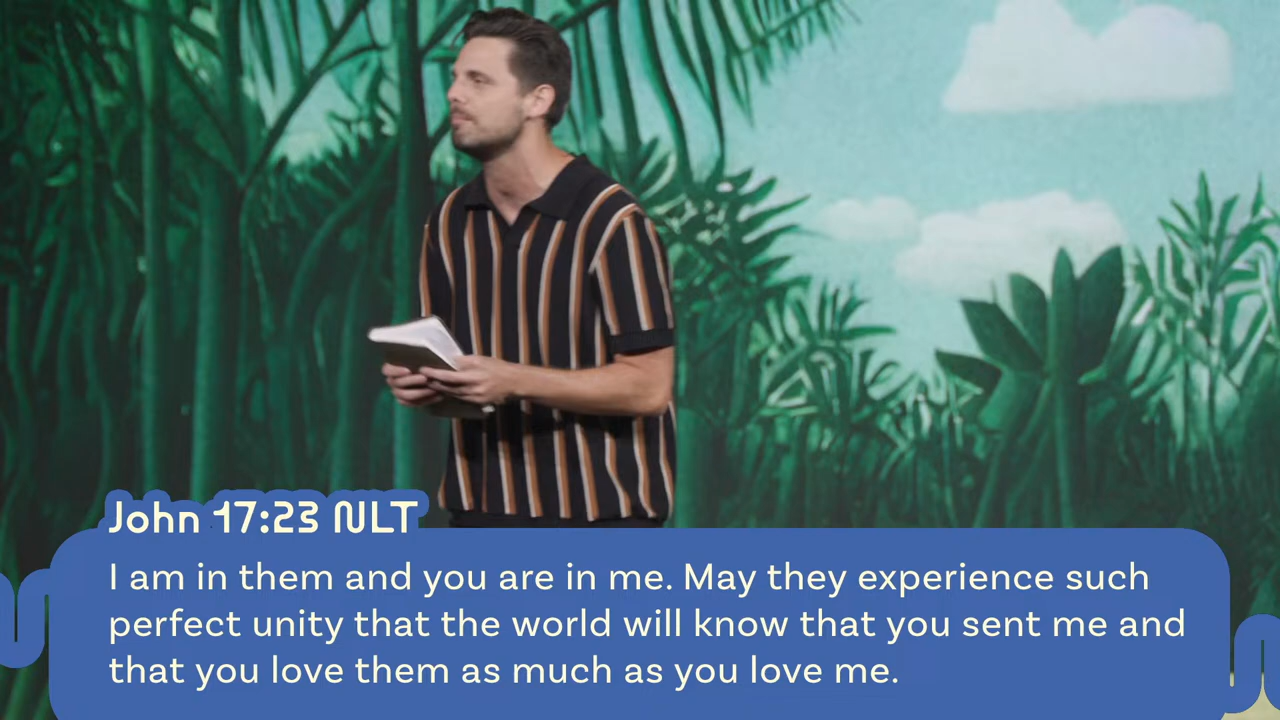 John 17:23 NLT
I am in them and you are in me. May they experience such
perfect unity that the world will know that you sent me and
that you love them as much as you love me.